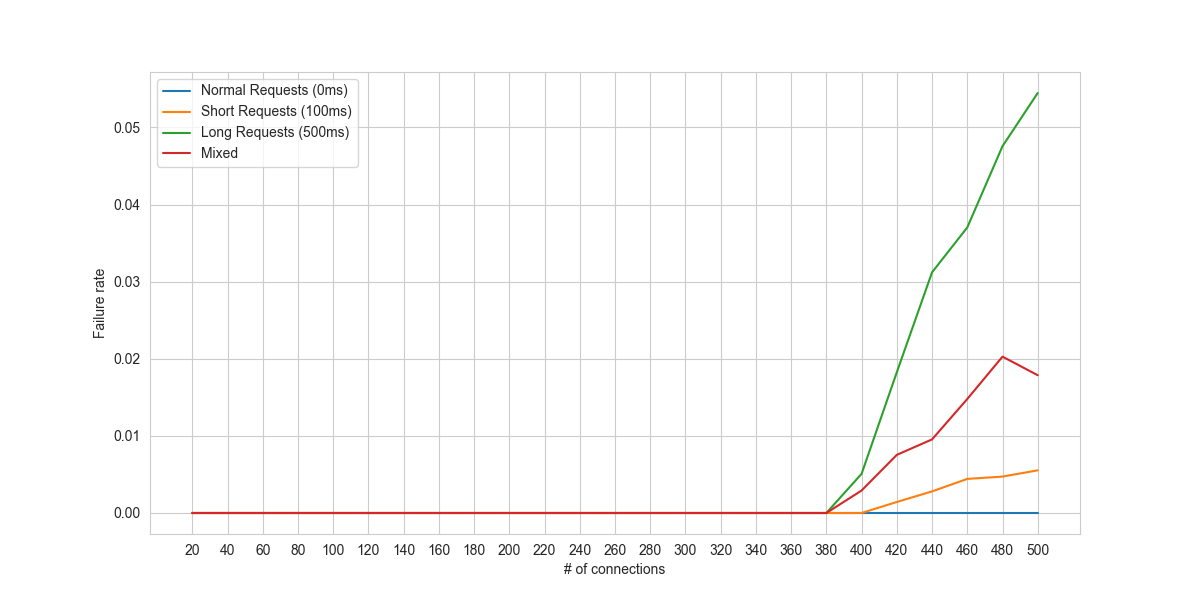 Normal Requests (0ms)
Short Requests (100ms)
Long Requests (500ms)
Mixed
Failure rate
0.05
0.04
0.03
0.02
0.01
0.00
20 40 60 80 100 120 140 160 180 200 220 240 260 280 300 320 340 360 380 400 420 440 460 480 500
# of connections